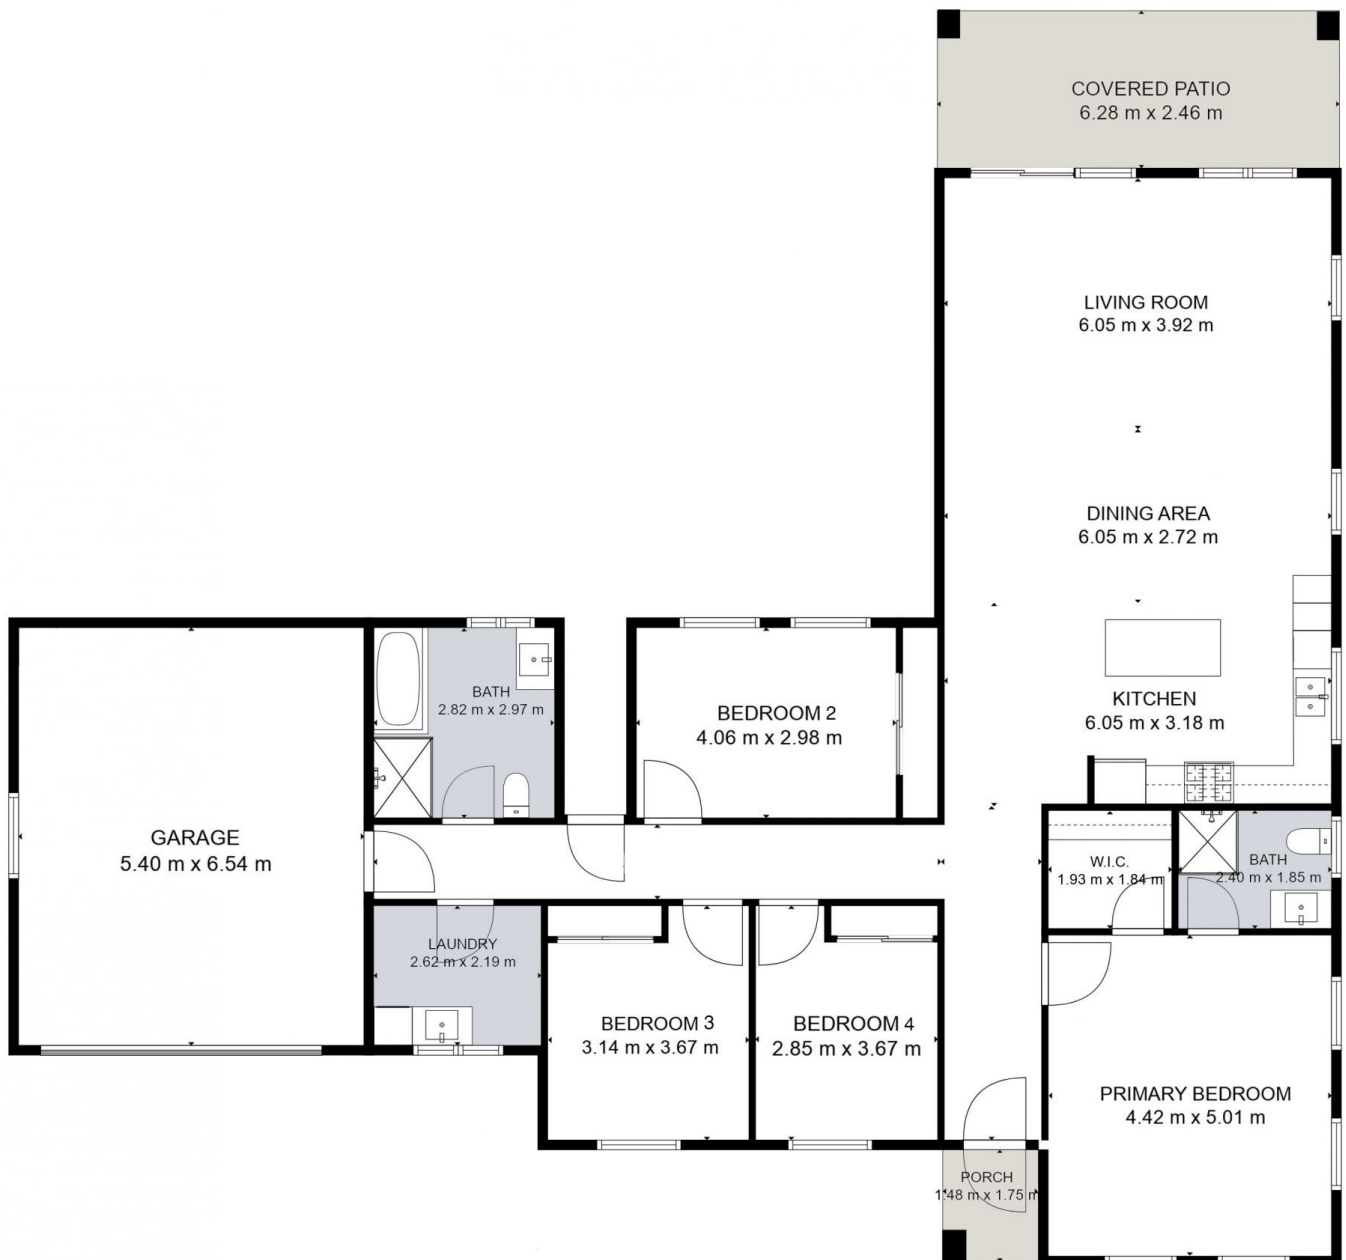 COVERED PATIO
6.28 m x 2.46 m
LIVING ROOM
6.05 m x 3.92 m
DINING AREA
6.05 m x 2.72 m
KITCHEN
6.05 m x 3.18 m
BATH
2.82 m x 2.97 m
BEDROOM 2
4.06 m x 2.98 m
GARAGE
5.40 m x 6.54 m
W.I.C.
1.93 m x 1.84 m
BATH
2.40 m x 1.85 m
LAUNDRY
2.62 m x 2.19 m
BEDROOM 3
3.14 m x 3.67 m
BEDROOM 4
2.85 m x 3.67 m
PRIMARY BEDROOM
4.42 m x 5.01 m
PORCH
1.48 m x 1.75 m